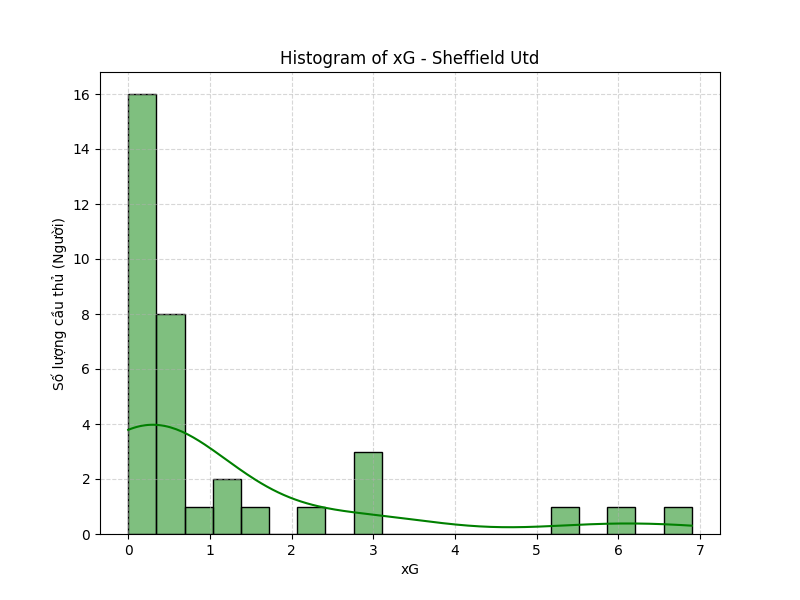 Histogram of xG - Sheffield Utd
Số lượng cầu thủ (Người)
16
14
12
10
8
6
4
2
0
0 1 2 3 4 5 6 7
xG